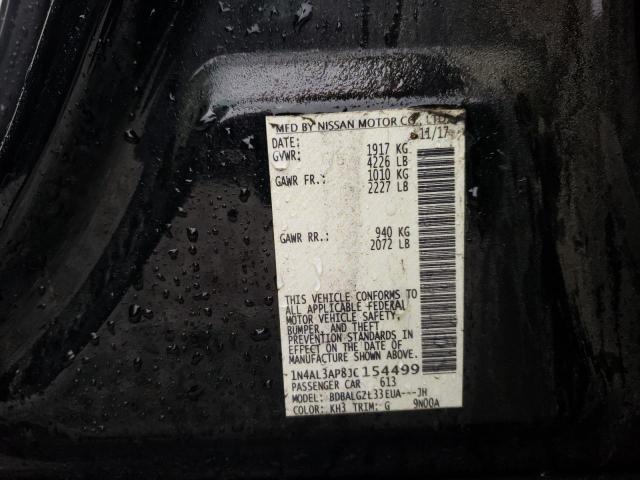 MFD BY NISSAN MOTOR CO., LTD.
DATE: 11/17
GVWR: 1917 KG
4226 LB
GAWR FR.: 1010 KG
2227 LB
GAWR RR.: 940 KG
2072 LB
THIS VEHICLE CONFORMS TO
ALL APPLICABLE FEDERAL
MOTOR VEHICLE SAFETY,
BUMPER, AND THEFT
PREVENTION STANDARDS IN
EFFECT ON THE DATE OF
MANUFACTURE SHOWN ABOVE.
1N4AL3AP8JC154499
PASSENGER CAR 613
MODEL: BDBALGZL33EUA---JH
COLOR: KH3 TRIM: G 9N00A